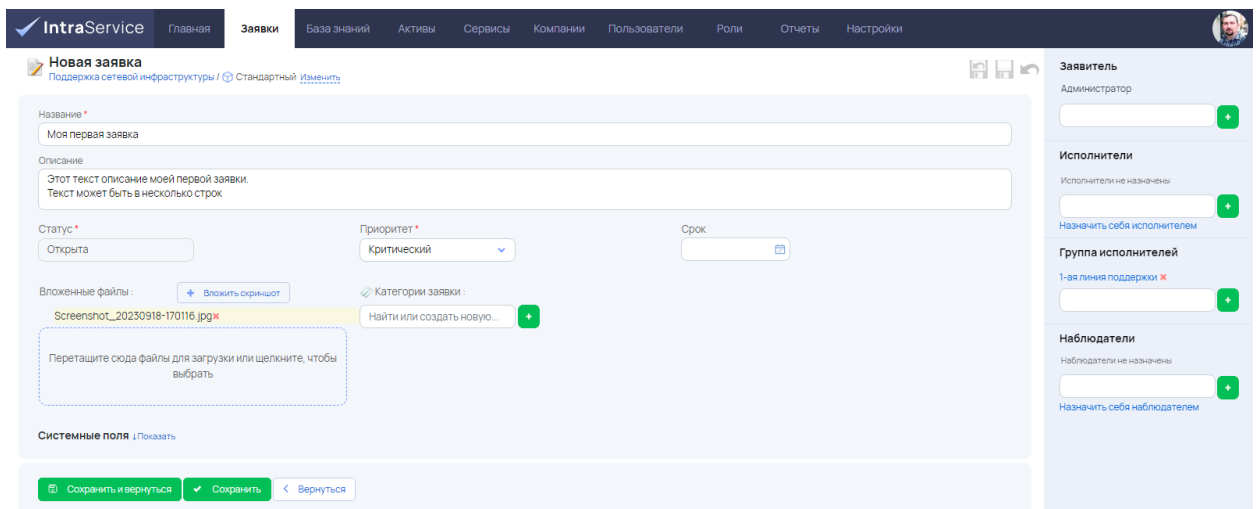 IntraService Главная Заявки База знаний Активы Сервисы Компании Пользователи Роли Отчеты Настройки
Новая заявка
Поддержка сетевой инфраструктуры / Стандартный Изменить
Название *
Моя первая заявка
Описание
Этот текст описание моей первой заявки.
Текст может быть в несколько строк
Статус * Приоритет * Срок
Открыта Критический
Вложенные файлы : + Вложить скриншот Категории заявки :
Screenshot_20230918-170116.jpg Найти или создать новую... +
Перетащите сюда файлы для загрузки или щелкните, чтобы
выбрать
Системные поля ↓Показать
Сохранить и вернуться Сохранить Вернуться
Заявитель
Администратор
+
Исполнители
Исполнители не назначены
+
Назначить себя исполнителем
Группа исполнителей
1-ая линия поддержки
+
Наблюдатели
Наблюдатели не назначены
+
Назначить себя наблюдателем